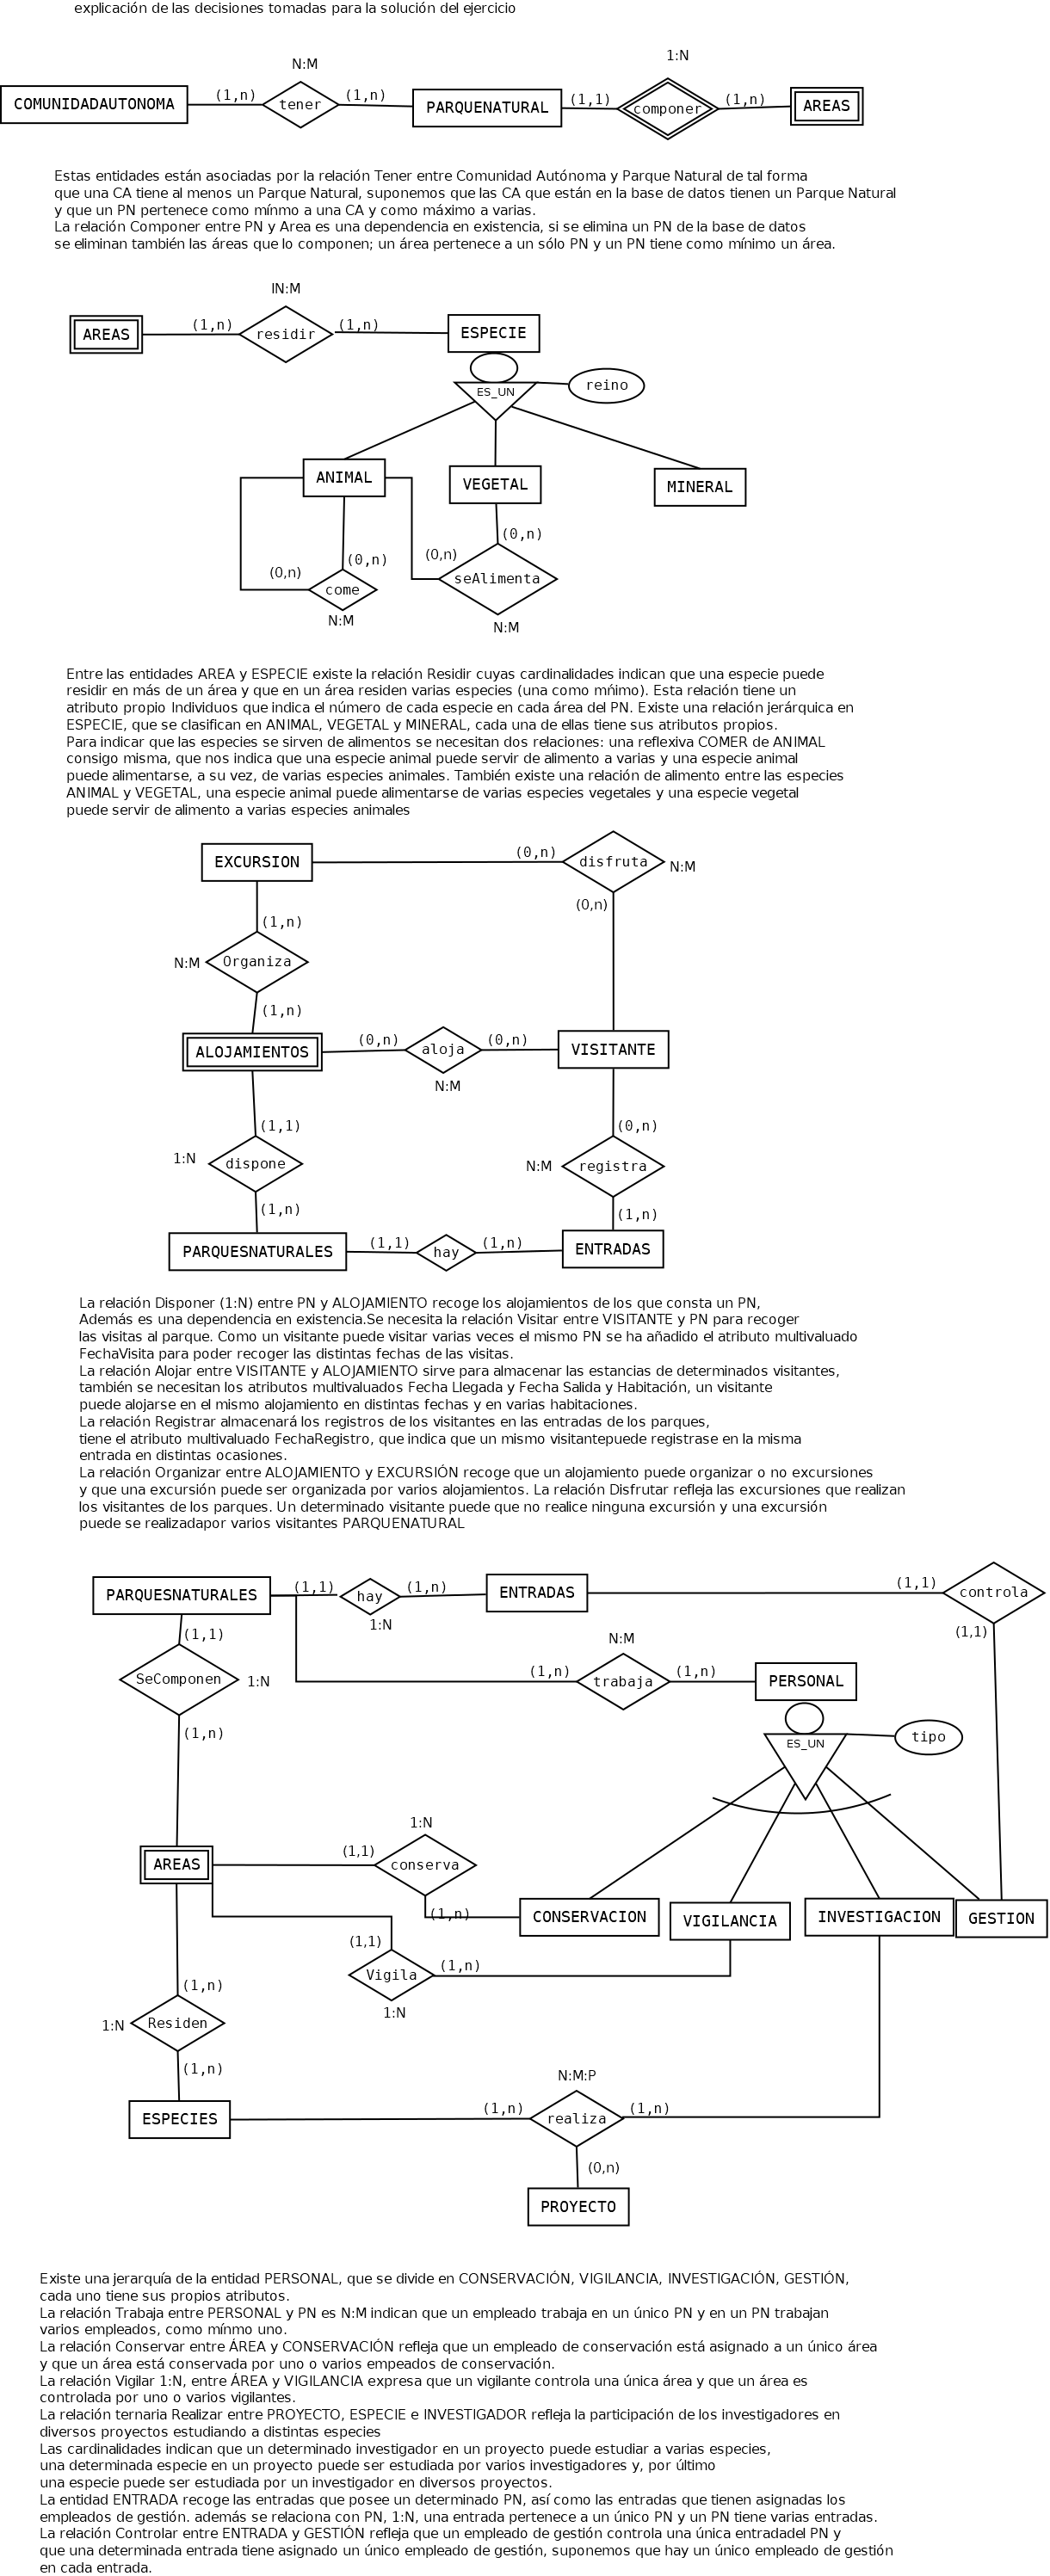 explicación de las decisiones tomadas para la solución del ejercicio
N:M
1:N
COMUNIDADAUTONOMA
(1,n)
tener
(1,n)
PARQUENATURAL
(1,1)
componer
(1,n)
AREAS
Estas entidades están asociadas por la relación Tener entre Comunidad Autónoma y Parque Natural de tal forma
que una CA tiene al menos un Parque Natural, suponemos que las CA que están en la base de datos tienen un Parque Natural
y que un PN pertenece como mínmo a una CA y como máximo a varias.
La relación Componer entre PN y Area es una dependencia en existencia, si se elimina un PN de la base de datos
se eliminan también las áreas que lo componen; un área pertenece a un sólo PN y un PN tiene como mínimo un área.
IN:M
AREAS
(1,n)
residir
(1,n)
ESPECIE
ES_UN
reino
ANIMAL
VEGETAL
MINERAL
(0,n)
(0,n)
(0,n)
(0,n)
come
seAlimenta
N:M
N:M
Entre las entidades AREA y ESPECIE existe la relación Residir cuyas cardinalidades indican que una especie puede
residir en más de un área y que en un área residen varias especies (una como mńimo). Esta relación tiene un
atributo propio Individuos que indica el número de cada especie en cada área del PN. Existe una relación jerárquica en
ESPECIE, que se clasifican en ANIMAL, VEGETAL y MINERAL, cada una de ellas tiene sus atributos propios.
Para indicar que las especies se sirven de alimentos se necesitan dos relaciones: una reflexiva COMER de ANIMAL
consigo misma, que nos indica que una especie animal puede servir de alimento a varias y una especie animal
puede alimentarse, a su vez, de varias especies animales. También existe una relación de alimento entre las especies
ANIMAL y VEGETAL, una especie animal puede alimentarse de varias especies vegetales y una especie vegetal
puede servir de alimento a varias especies animales
EXCURSION
(0,n)
disfruta
N:M
(0,n)
(1,n)
N:M
Organiza
(1,n)
ALOJAMIENTOS
(0,n)
aloja
(0,n)
VISITANTE
N:M
(1,1)
(0,n)
1:N
dispone
N:M
registra
(1,n)
(1,n)
PARQUESNATURALES
(1,1)
hay
(1,n)
ENTRADAS
La relación Disponer (1:N) entre PN y ALOJAMIENTO recoge los alojamientos de los que consta un PN,
Además es una dependencia en existencia.Se necesita la relación Visitar entre VISITANTE y PN para recoger
las visitas al parque. Como un visitante puede visitar varias veces el mismo PN se ha añadido el atributo multivaluado
FechaVisita para poder recoger las distintas fechas de las visitas.
La relación Alojar entre VISITANTE y ALOJAMIENTO sirve para almacenar las estancias de determinados visitantes,
también se necesitan los atributos multivaluados Fecha Llegada y Fecha Salida y Habitación, un visitante
puede alojarse en el mismo alojamiento en distintas fechas y en varias habitaciones.
La relación Registrar almacenará los registros de los visitantes en las entradas de los parques,
tiene el atributo multivaluado FechaRegistro, que indica que un mismo visitantepuede registrase en la misma
entrada en distintas ocasiones.
La relación Organizar entre ALOJAMIENTO y EXCURSIÓN recoge que un alojamiento puede organizar o no excursiones
y que una excursión puede ser organizada por varios alojamientos. La relación Disfrutar refleja las excursiones que realizan
los visitantes de los parques. Un determinado visitante puede que no realice ninguna excursión y una excursión
puede se realizadapor varios visitantes PARQUENATURAL
PARQUESNATURALES
(1,1)
hay
(1,n)
ENTRADAS
(1,1)
controla
1:N
(1,1)
(1,1)
SeComponen
1:N
N:M
(1,n)
trabaja
(1,n)
PERSONAL
(1,n)
ES_UN
tipo
1:N
AREAS
(1,1)
conserva
(1,n)
CONSERVACION
VIGILANCIA
INVESTIGACION
GESTION
(1,1)
Vigila
(1,n)
1:N
(1,n)
1:N
Residen
(1,n)
N:M:P
ESPECIES
(1,n)
realiza
(1,n)
(0,n)
PROYECTO
Existe una jerarquía de la entidad PERSONAL, que se divide en CONSERVACIÓN, VIGILANCIA, INVESTIGACIÓN, GESTIÓN,
cada uno tiene sus propios atributos.
La relación Trabaja entre PERSONAL y PN es N:M indican que un empleado trabaja en un único PN y en un PN trabajan
varios empleados, como mínmo uno.
La relación Conservar entre ÁREA y CONSERVACIÓN refleja que un empleado de conservación está asignado a un único área
y que un área está conservada por uno o varios empeados de conservación.
La relación Vigilar 1:N, entre ÁREA y VIGILANCIA expresa que un vigilante controla una única área y que un área es
controlada por uno o varios vigilantes.
La relación ternaria Realizar entre PROYECTO, ESPECIE e INVESTIGADOR refleja la participación de los investigadores en
diversos proyectos estudiando a distintas especies
Las cardinalidades indican que un determinado investigador en un proyecto puede estudiar a varias especies,
una determinada especie en un proyecto puede ser estudiada por varios investigadores y, por último
una especie puede ser estudiada por un investigador en diversos proyectos.
La entidad ENTRADA recoge las entradas que posee un determinado PN, así como las entradas que tienen asignadas los
empleados de gestión. además se relaciona con PN, 1:N, una entrada pertenece a un único PN y un PN tiene varias entradas.
La relación Controlar entre ENTRADA y GESTIÓN refleja que un empleado de gestión controla una única entradadel PN y
que una determinada entrada tiene asignado un único empleado de gestión, suponemos que hay un único empleado de gestión
en cada entrada.